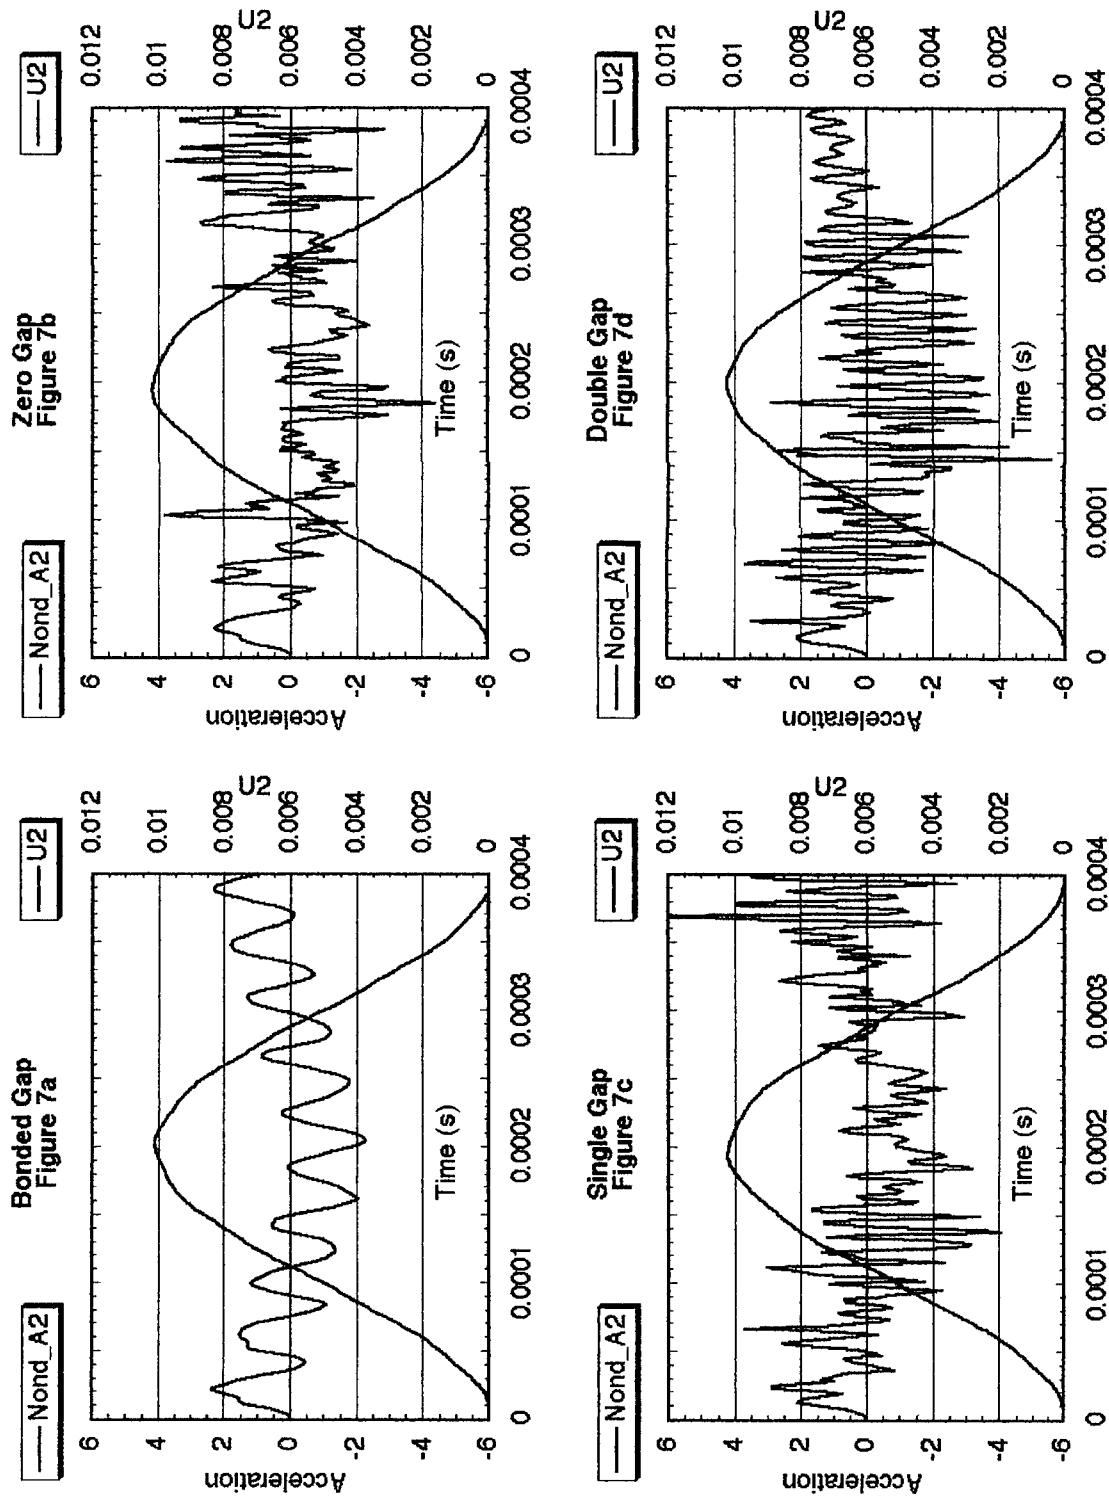 Bonded Gap
Figure 7a
Nond_A2
U2
Acceleration
6
4
2
0
-2
-4
-6
U2
0.012
0.01
0.008
0.006
0.004
0.002
0
Time (s)
0
0.0001
0.0002
0.0003
0.0004
Zero Gap
Figure 7b
Nond_A2
U2
Acceleration
6
4
2
0
-2
-4
-6
U2
0.012
0.01
0.008
0.006
0.004
0.002
0
Time (s)
0
0.0001
0.0002
0.0003
0.0004
Single Gap
Figure 7c
Nond_A2
U2
Acceleration
6
4
2
0
-2
-4
-6
U2
0.012
0.01
0.008
0.006
0.004
0.002
0
Time (s)
0
0.0001
0.0002
0.0003
0.0004
Double Gap
Figure 7d
Nond_A2
U2
Acceleration
6
4
2
0
-2
-4
-6
U2
0.012
0.01
0.008
0.006
0.004
0.002
0
Time (s)
0
0.0001
0.0002
0.0003
0.0004